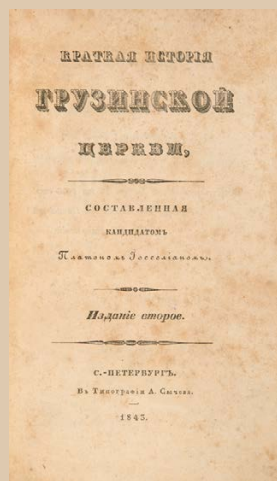 КРАТКАЯ ИСТОРІЯ
ГРУЗИНСКОЙ
ЦЕРКВИ,
СОСТАВЛЕННАЯ
КАНДИДАТОМЪ
Платономъ Іосселіаномъ.
Изданіе второе.
С.-ПЕТЕРБУРГЪ.
Въ Типографіи А. Сычева.
1843.